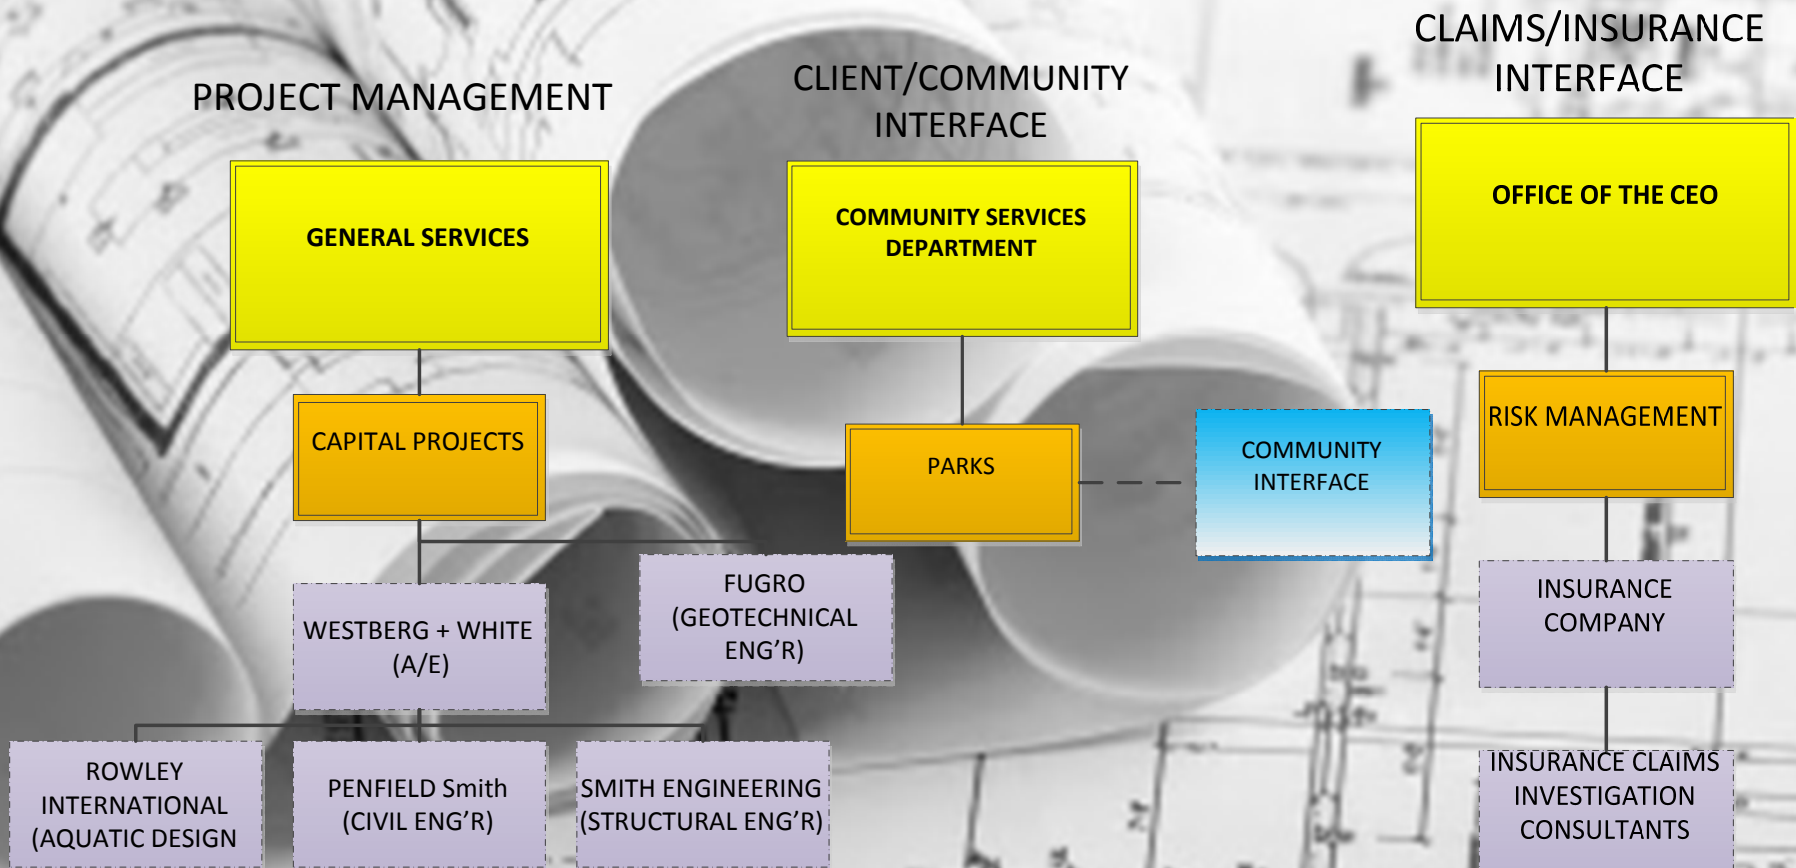 PROJECT MANAGEMENT
GENERAL SERVICES
CAPITAL PROJECTS
WESTBERG + WHITE
(A/E)
FUGRO
(GEOTECHNICAL
ENG’R)
ROWLEY
INTERNATIONAL
(AQUATIC DESIGN
PENFIELD Smith
(CIVIL ENG’R)
SMITH ENGINEERING
(STRUCTURAL ENG’R)
CLIENT/COMMUNITY
INTERFACE
COMMUNITY SERVICES
DEPARTMENT
PARKS
COMMUNITY
INTERFACE
CLAIMS/INSURANCE
INTERFACE
OFFICE OF THE CEO
RISK MANAGEMENT
INSURANCE
COMPANY
INSURANCE CLAIMS
INVESTIGATION
CONSULTANTS